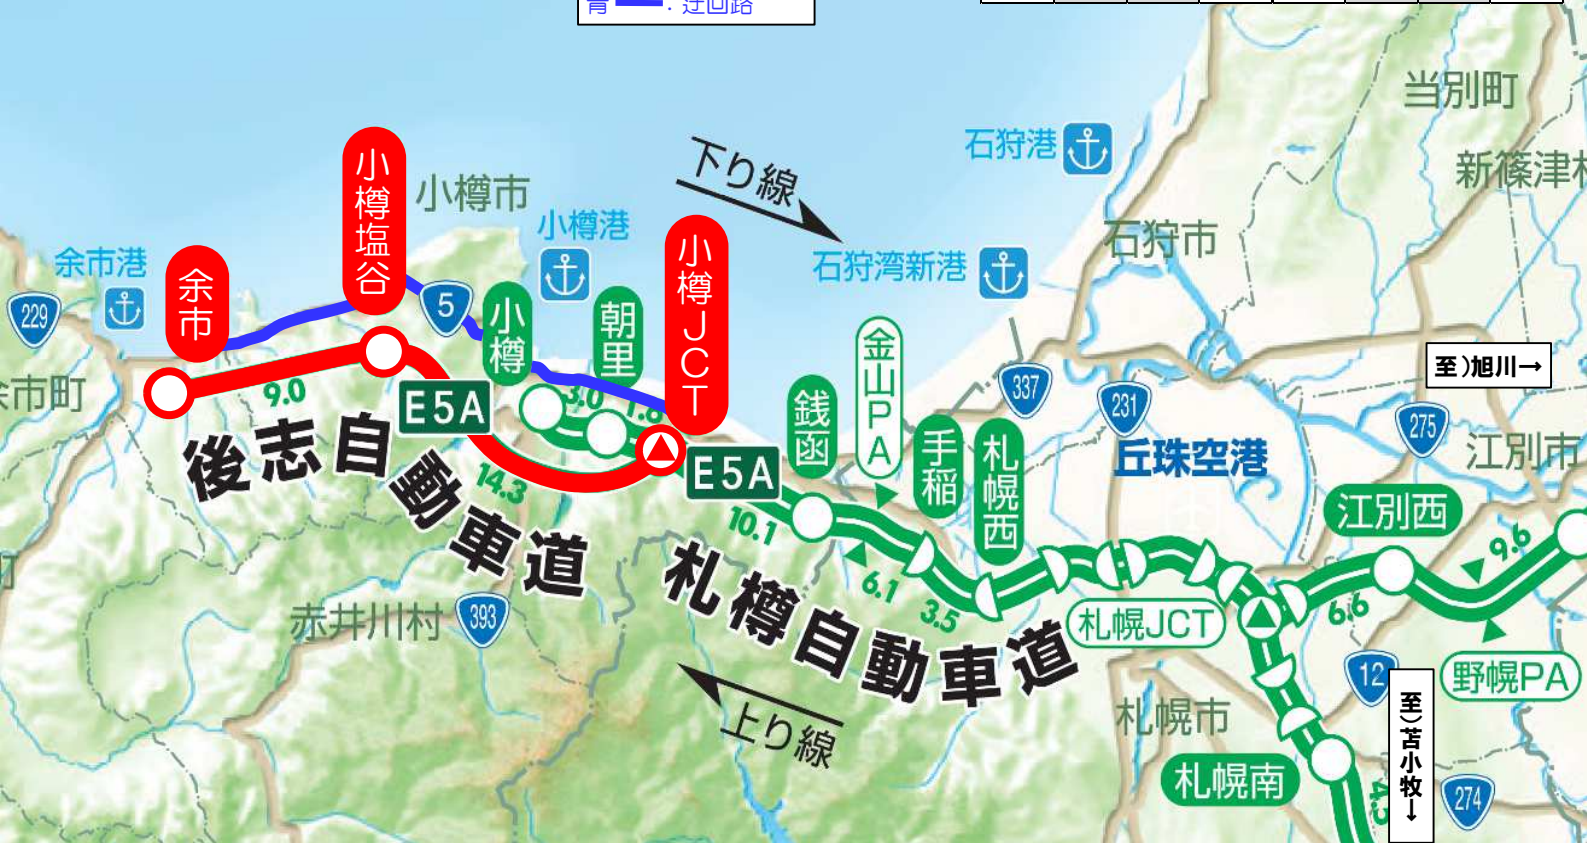 青 ━━ : 迂回路
当別町
石狩港
新篠津村
小樽塩谷
小樽市
下り線
小樽港
小樽JCT
石狩市
余市港
余市
石狩湾新港
229
5
小樽
朝里
金山PA
至)旭川→
余市町
9.0
E5A
3.0
1.8
銭函
337
231
275
手稲
札幌西
丘珠空港
江別市
後志自動車道
14.3
E5A
10.1
江別西
9.6
札樽自動車道
6.1
3.5
札幌JCT
6.6
町
赤井川村
393
12
野幌PA
上り線
札幌市
至)苫小牧→
札幌南
4.5
274